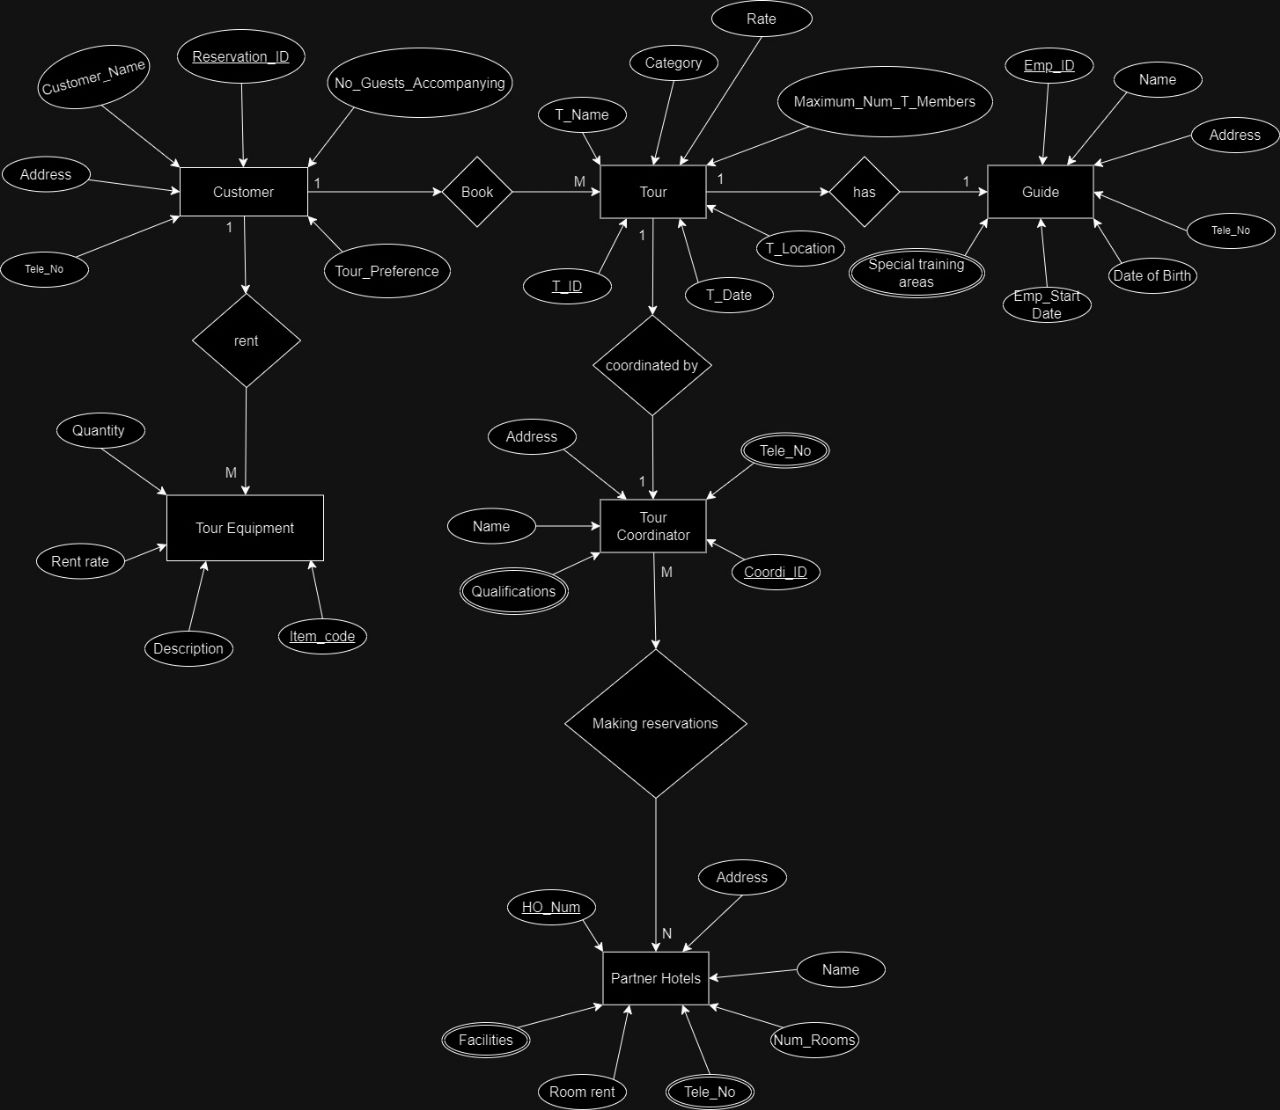 Rate
Customer_Name
Reservation_ID
No_Guests_Accompanying
Category
Emp_ID
Name
T_Name
Maximum_Num_T_Members
Address
Address
Customer
1
Book
M
Tour
1
has
1
Guide
Tele_No
1
Tour_Preference
1
T_Location
Tele_No
Special training
areas
Date of Birth
T_ID
T_Date
Emp_Start
Date
rent
coordinated by
Quantity
Address
Tele_No
M
1
Tour Equipment
Name
Tour
Coordinator
Rent rate
Qualifications
M
Coordi_ID
Description
Item_code
Making reservations
Address
HO_Num
N
Partner Hotels
Name
Facilities
Num_Rooms
Room rent
Tele_No